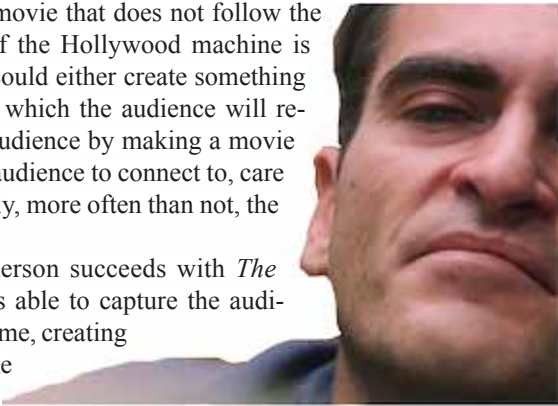 movie that does not follow the
f the Hollywood machine is
ould either create something
which the audience will re-
udience by making a movie
audience to connect to, care
ly, more often than not, the
erson succeeds with The
s able to capture the audi-
me, creating
e